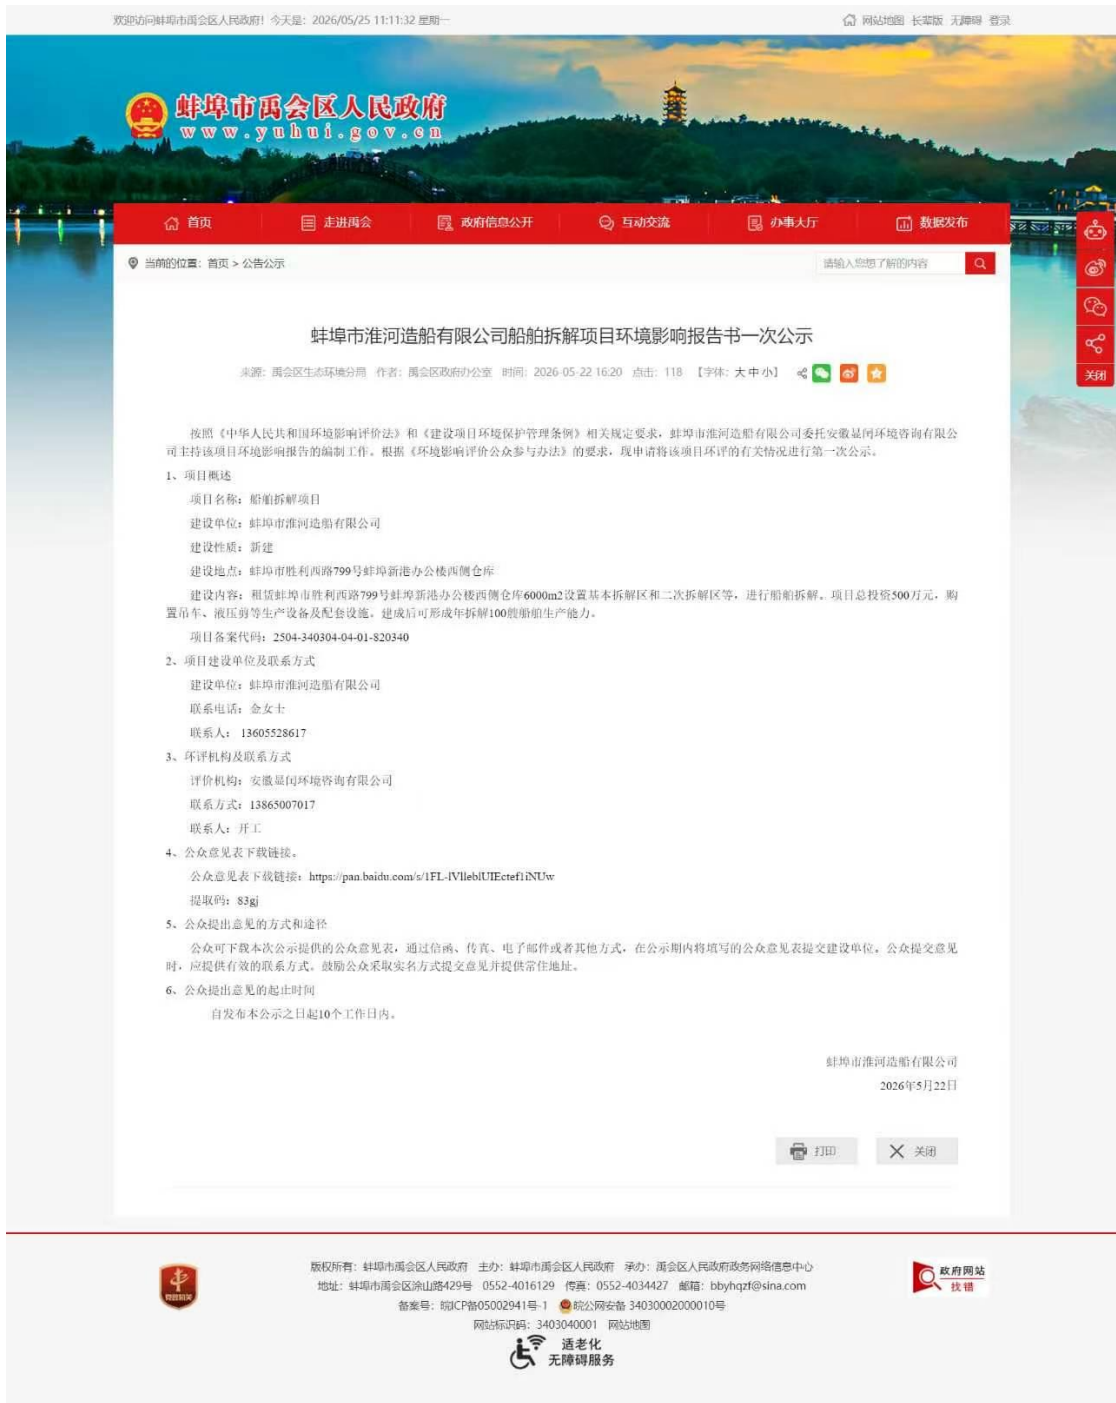 欢迎访问蚌埠市禹会区人民政府! 今天是: 2026/05/25 11:11:32 星期一
网站地图 长辈版 无障碍 登录
蚌埠市禹会区人民政府
www.yuhui.gov.cn
首页 走进禹会 政府信息公开 互动交流 办事大厅 数据发布
当前的位置: 首页 > 公告公示
请输入您想了解的内容
关闭
蚌埠市淮河造船有限公司船舶拆解项目环境影响报告书一次公示
来源: 禹会区生态环境分局 作者: 禹会区政府办公室 时间: 2026-05-22 16:20 点击: 118 【字体: 大 中 小】
按照《中华人民共和国环境影响评价法》和《建设项目环境保护管理条例》相关规定要求，蚌埠市淮河造船有限公司委托安徽显闰环境咨询有限公
司主持该项目环境影响报告的编制工作。根据《环境影响评价公众参与办法》的要求，现申请将该项目环评的有关情况进行第一次公示。
1、项目概述
项目名称：船舶拆解项目
建设单位：蚌埠市淮河造船有限公司
建设性质：新建
建设地点：蚌埠市胜利西路799号蚌埠新港办公楼西侧仓库
建设内容：租赁蚌埠市胜利西路799号蚌埠新港办公楼西侧仓库6000m2设置基本拆解区和二次拆解区等，进行船舶拆解。项目总投资500万元，购
置吊车、液压剪等生产设备及配套设施。建成后可形成年拆解100艘船舶生产能力。
项目备案代码：2504-340304-04-01-820340
2、项目建设单位及联系方式
建设单位：蚌埠市淮河造船有限公司
联系电话：金女士
联系人： 13605528617
3、环评机构及联系方式
评价机构：安徽显闰环境咨询有限公司
联系方式：13865007017
联系人：开工
4、公众意见表下载链接。
公众意见表下载链接：https://pan.baidu.com/s/1FL-lVlleblUIEctef1iNUw
提取码：83gj
5、公众提出意见的方式和途径
公众可下载本次公示提供的公众意见表，通过信函、传真、电子邮件或者其他方式，在公示期内将填写的公众意见表提交建设单位。公众提交意见
时，应提供有效的联系方式。鼓励公众采取实名方式提交意见并提供常住地址。
6、公众提出意见的起止时间
自发布本公示之日起10个工作日内。
蚌埠市淮河造船有限公司
2026年5月22日
打印 关闭
党政机关
版权所有: 蚌埠市禹会区人民政府 主办: 蚌埠市禹会区人民政府 承办: 禹会区人民政府政务网络信息中心
地址: 蚌埠市禹会区涂山路429号 0552-4016129 传真: 0552-4034427 邮箱: bbyhqzf@sina.com
备案号: 皖ICP备05002941号-1 皖公网安备 34030002000010号
网站标识码: 3403040001 网站地图
适老化
无障碍服务
政府网站
找错